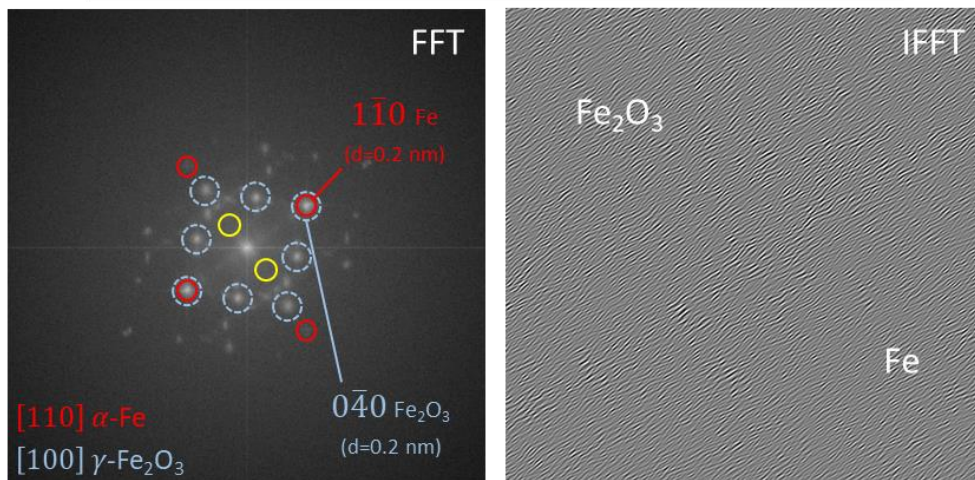 FFT
11̄0 Fe
(d=0.2 nm)
04̄0 Fe₂O₃
(d=0.2 nm)
[110] α-Fe
[100] γ-Fe₂O₃
IFFT
Fe₂O₃
Fe